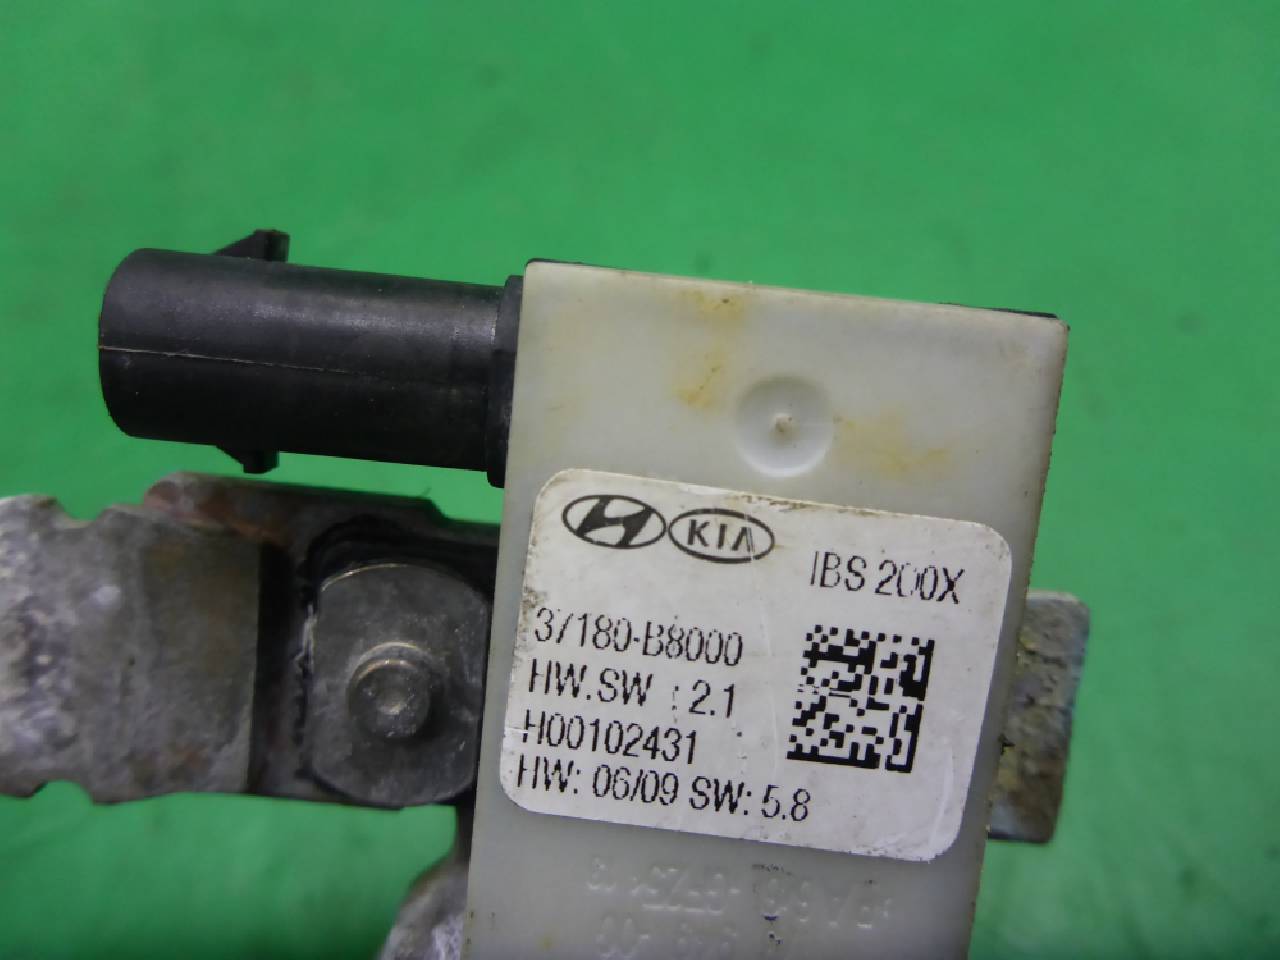 KIA
IBS 200X
37180-B8000
HW.SW : 2.1
H00102431
HW: 06/09 SW: 5.8